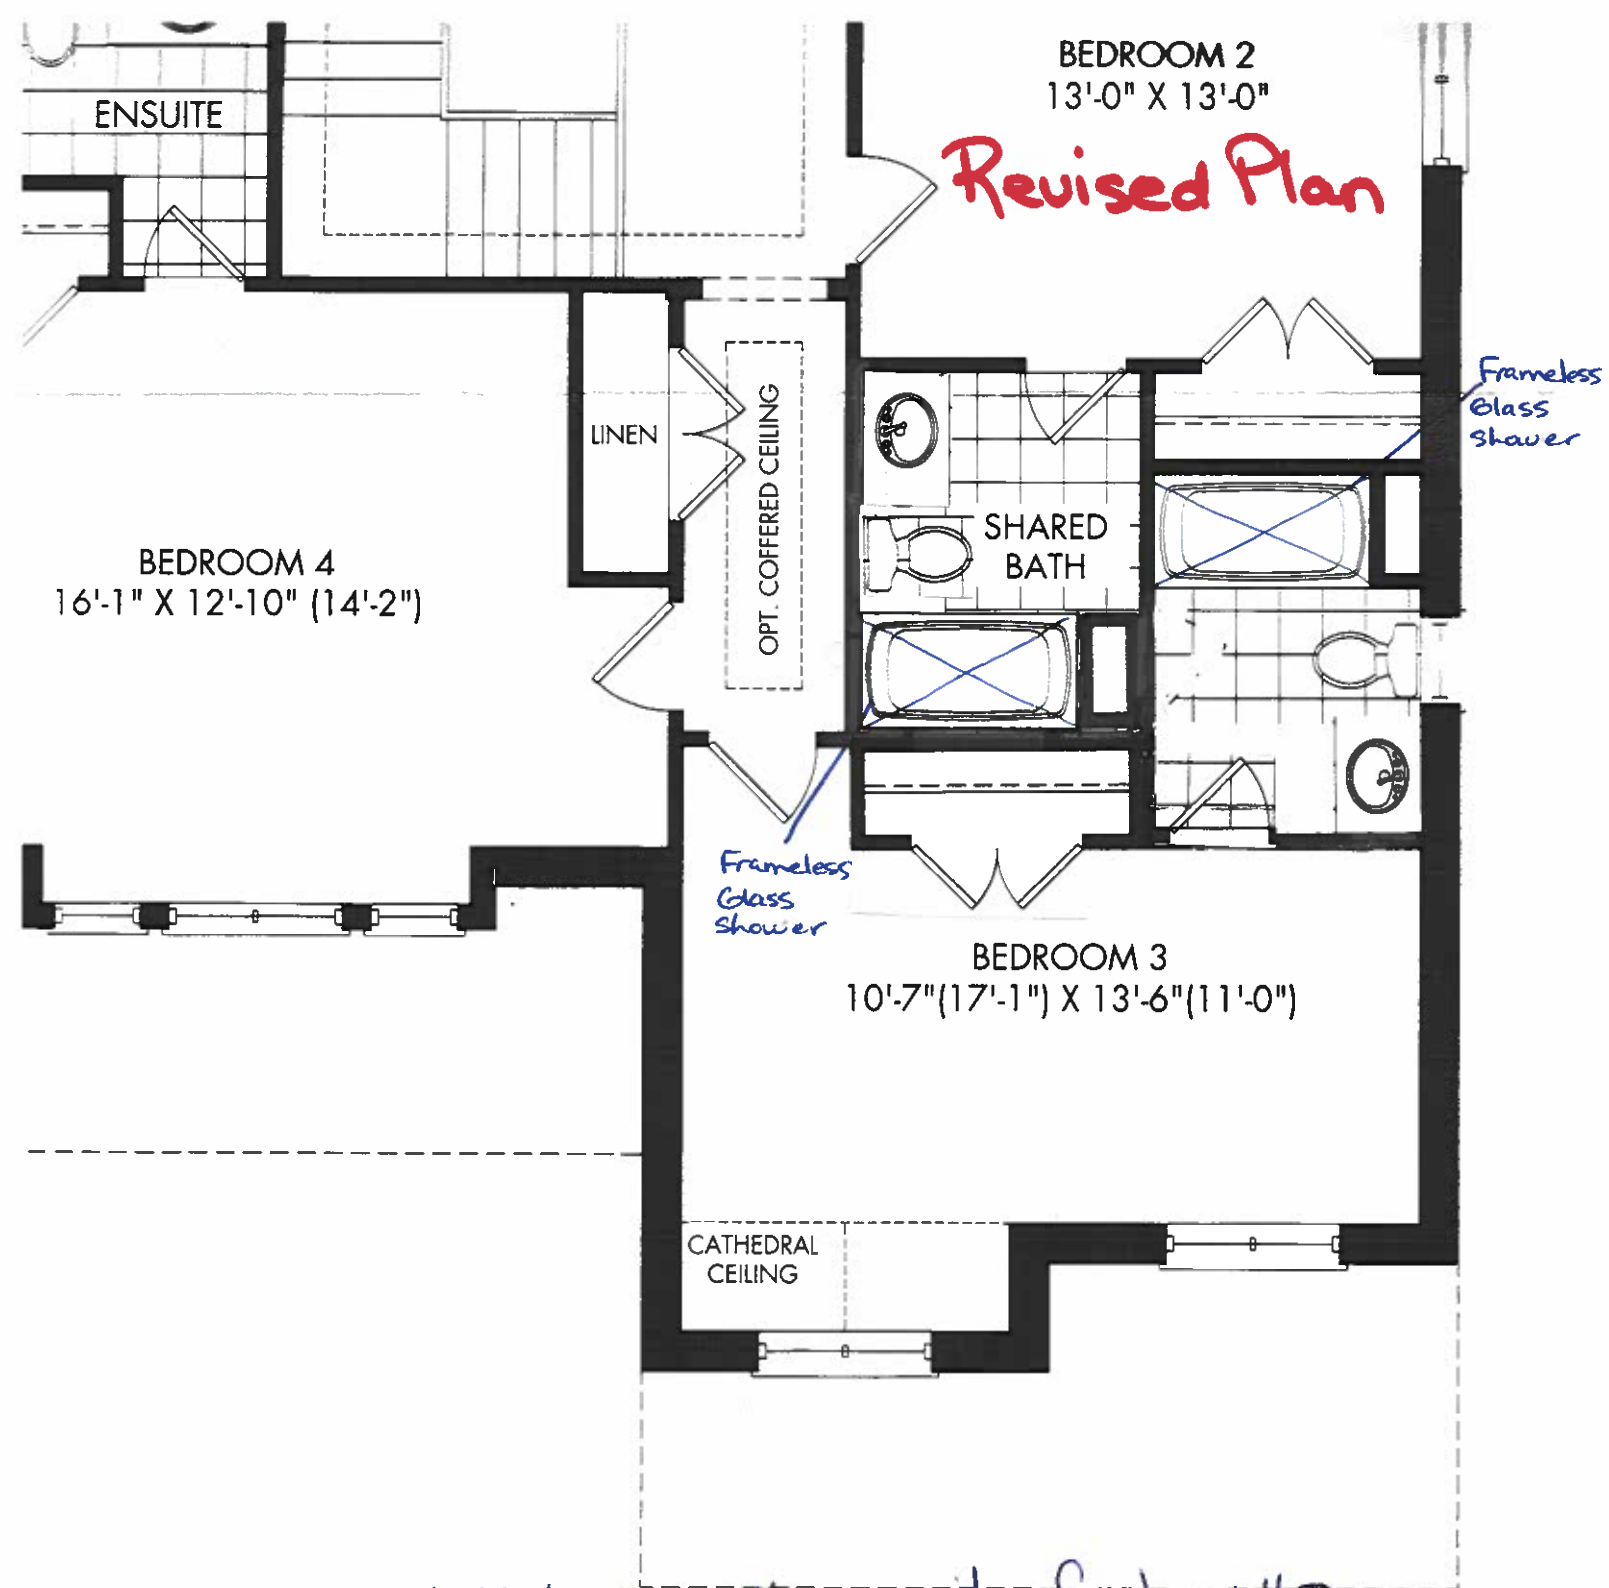 BEDROOM 2
13'-0" X 13'-0"
Revised Plan
ENSUITE
Frameless
Glass
Shower
LINEN
OPT. COFFERED CEILING
SHARED
BATH
BEDROOM 4
16'-1" X 12'-10" (14'-2")
Frameless
Glass
Shower
BEDROOM 3
10'-7"(17'-1") X 13'-6"(11'-0")
CATHEDRAL
CEILING